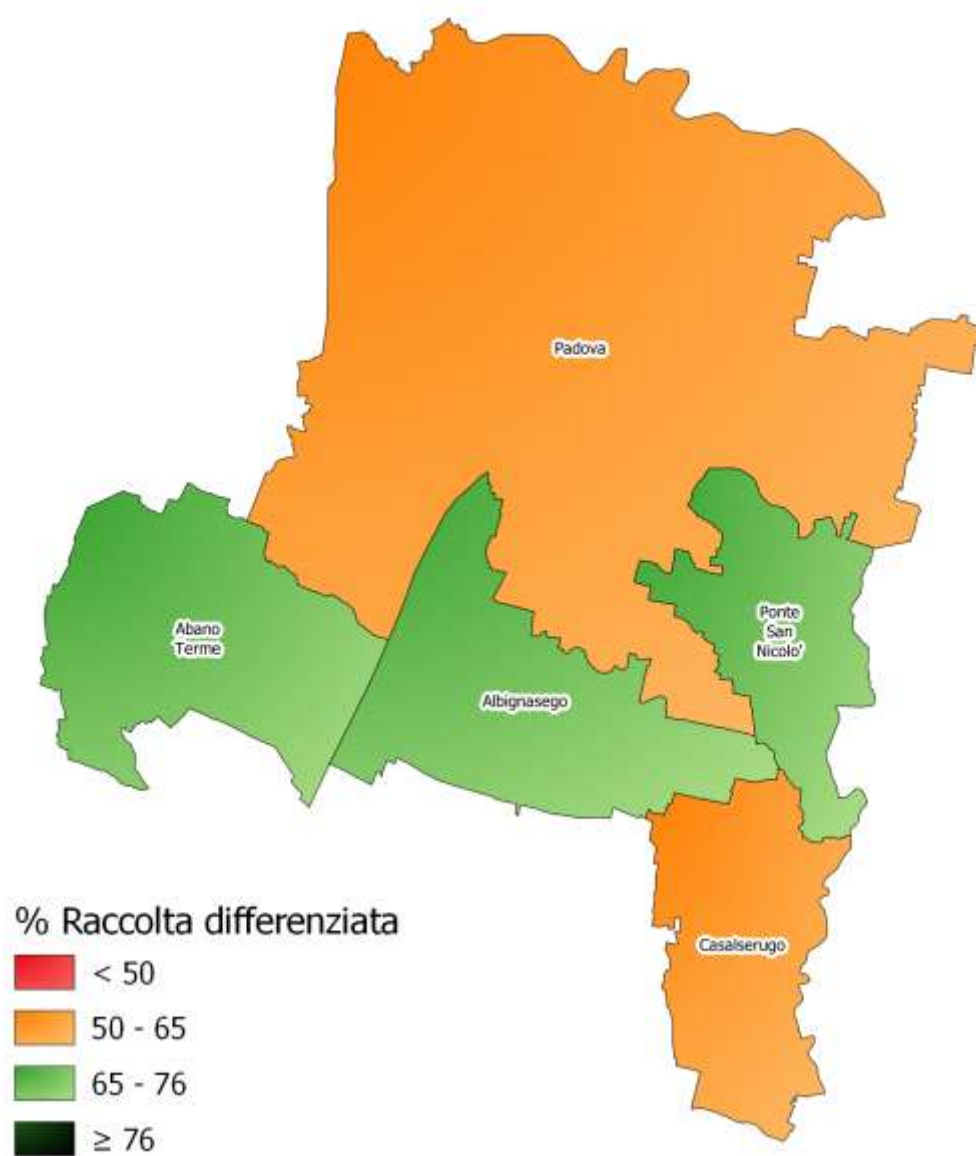 Padova
Abano
Terme
Ponte
San
Nicolo'
Albignasego
Casalserugo
% Raccolta differenziata
< 50
50 - 65
65 - 76
≥ 76